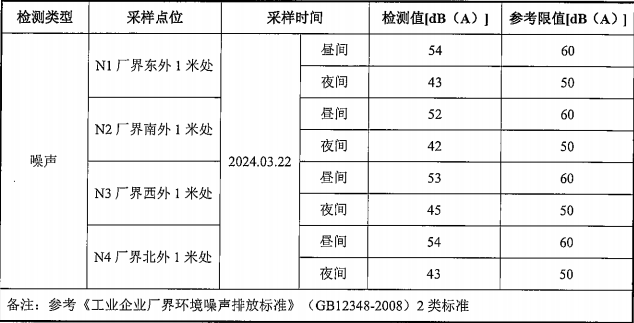 检测类型 采样点位 采样时间 检测值[dB（A）] 参考限值[dB（A）]
噪声 N1 厂界东外 1 米处 2024.03.22 昼间 54 60
夜间 43 50
N2 厂界南外 1 米处 昼间 52 60
夜间 42 50
N3 厂界西外 1 米处 昼间 53 60
夜间 45 50
N4 厂界北外 1 米处 昼间 54 60
夜间 43 50
备注：参考《工业企业厂界环境噪声排放标准》（GB12348-2008）2 类标准